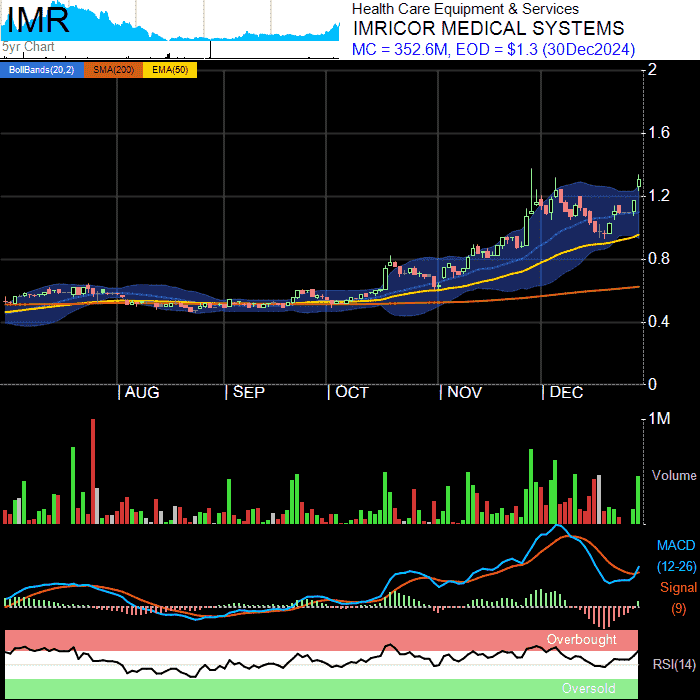 IMR
5yr Chart
Health Care Equipment & Services
IMRICOR MEDICAL SYSTEMS
MC = 352.6M, EOD = $1.3 (30Dec2024)
BollBands(20,2) SMA(200) EMA(50)
2
1.6
1.2
0.8
0.4
0
AUG SEP OCT NOV DEC
1M
Volume
MACD
(12-26)
Signal
(9)
Overbought
RSI(14)
Oversold